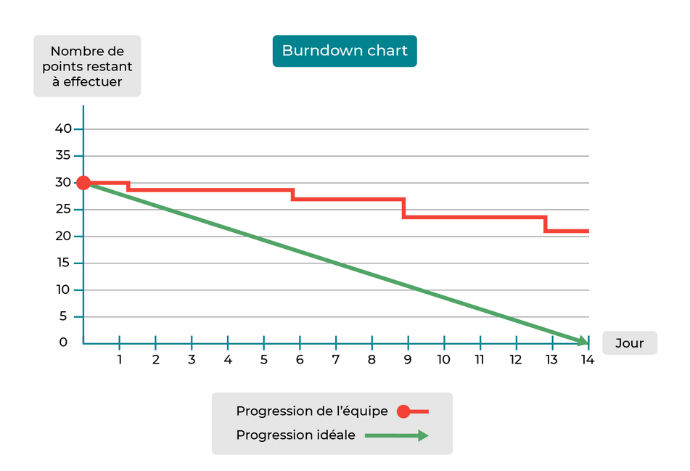 Nombre de
points restant
à effectuer
Burndown chart
40
35
30
25
20
15
10
5
0
1 2 3 4 5 6 7 8 9 10 11 12 13 14
Jour
Progression de l'équipe
Progression idéale